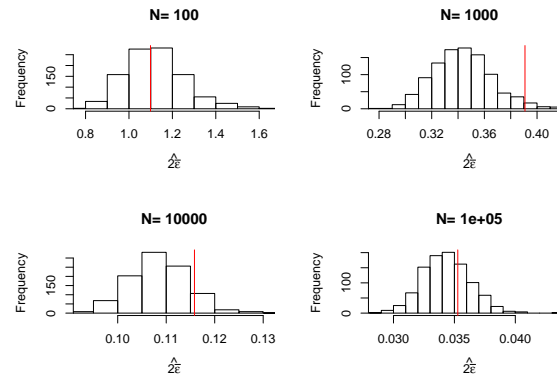 N= 100
Frequency
0 150
0.8 1.0 1.2 1.4 1.6
2ε̂
N= 1000
Frequency
0 100
0.28 0.32 0.36 0.40
2ε̂
N= 10000
Frequency
0 150
0.10 0.11 0.12 0.13
2ε̂
N= 1e+05
Frequency
0 100
0.030 0.035 0.040
2ε̂